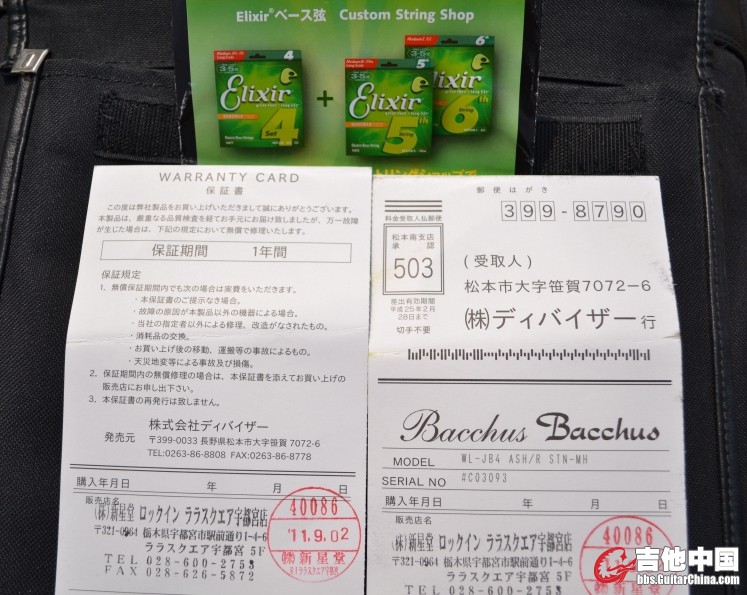 Elixir®ベース弦 Custom String Shop
4
Elixir
4
Set
+
5
Elixir
5th
String
6
Elixir
6th
String
WARRANTY CARD
保証書
この度は弊社製品をお買い上げいただきまして誠にありがとうございます。
本製品は、厳重なる品質検査を経てお手元にお届け致しましたが、万一故障
が生じた場合は、下記の規定において無償で修理いたします。
保証期間 1年間
保証規定
1. 無償保証期間内でも次の場合は実費をいただきます。
・本保証書のご提示なき場合。
・故障の原因が本製品以外の機器による場合。
・当社の指定者以外による修理、改造がなされたもの。
・消耗品の交換。
・お買い上げ後の移動、運搬等の事故によるもの。
・天災地変等による事故及び損傷。
2. 保証期間内の無償修理の場合は、本保証書を添えてお買い上げの
販売店にお申し出下さい。
3. 本保証書の再発行は致しません。
株式会社ディバイザー
発売元 〒399-0033 長野県松本市大字笹賀 7072-6
TEL:0263-86-8808 FAX:0263-86-8778
購入年月日 年 月 日
販売店名
(株)新星堂 ロックイン ララスクエア宇都宮店
〒321-0964 栃木県宇都宮市駅前通り1-4-6
ララスクエア宇都宮 5F
TEL 028-600-2753
FAX 028-626-5872
40086
'11.9.02
㈱新星堂
郵便はがき
399-8790
料金受取人払郵便
松本南支店
承認
503
差出有効期間
平成25年2月
28日まで
切手不要
(受取人)
松本市大字笹賀7072-6
㈱ディバイザー 行
Bacchus Bacchus
MODEL WL-JB4 ASH/R STN-MH
SERIAL NO #C03093
購入年月日 年 月 日
販売店名
(株)新星堂 ロックイン ララスクエア宇都宮店
〒321-0964 栃木県宇都宮市駅前通り1-4-6
ララスクエア宇都宮 5F
TEL 028-600-2753
40086
吉他中国
bbs.GuitarChina.com